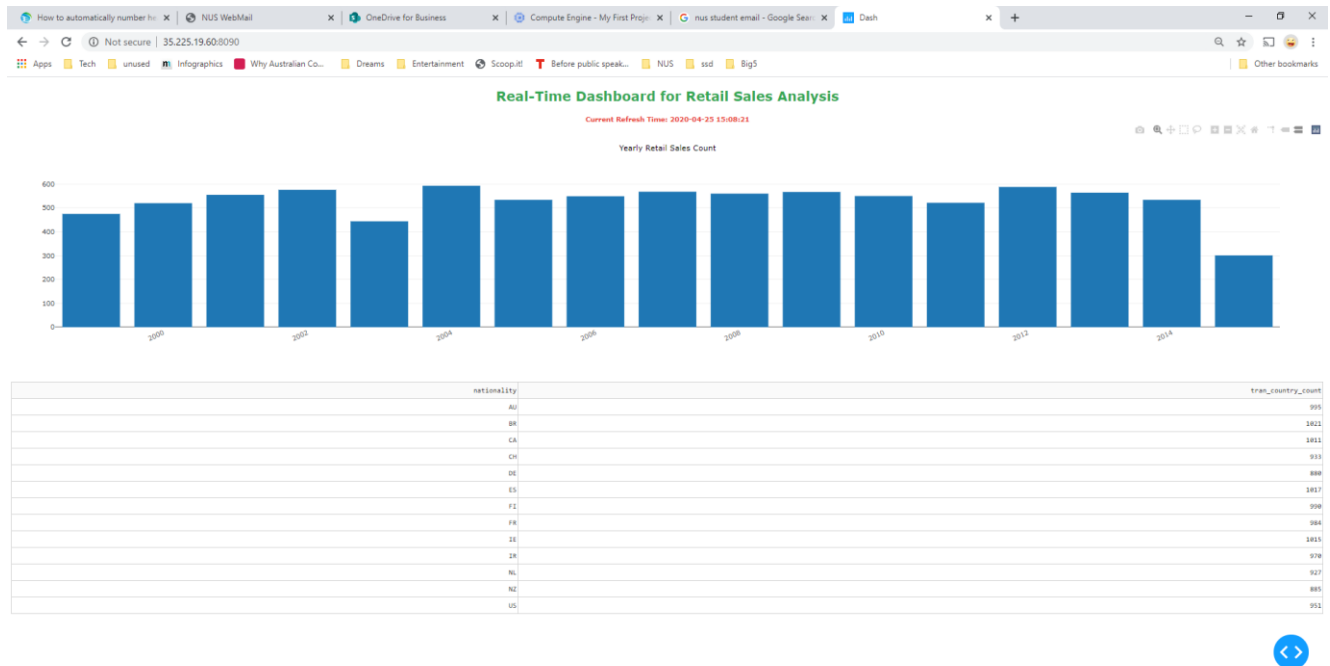 How to automatically number he
NUS WebMail
OneDrive for Business
Compute Engine - My First Proje
nus student email - Google Sear
Dash
Not secure | 35.225.19.60:8090
Apps Tech unused Infographics Why Australian Co... Dreams Entertainment Scoop.it! Before public speak... NUS ssd Big5 Other bookmarks
Real-Time Dashboard for Retail Sales Analysis
Current Refresh Time: 2020-04-25 15:08:21
Yearly Retail Sales Count
600
500
400
300
200
100
0
2000 2002 2004 2006 2008 2010 2012 2014
nationality tran_country_count
AU 995
BR 1021
CA 1011
CH 933
DE
ES 1017
FI 990
FR 984
IE 1015
IR 970
NL 927
NZ
US 951